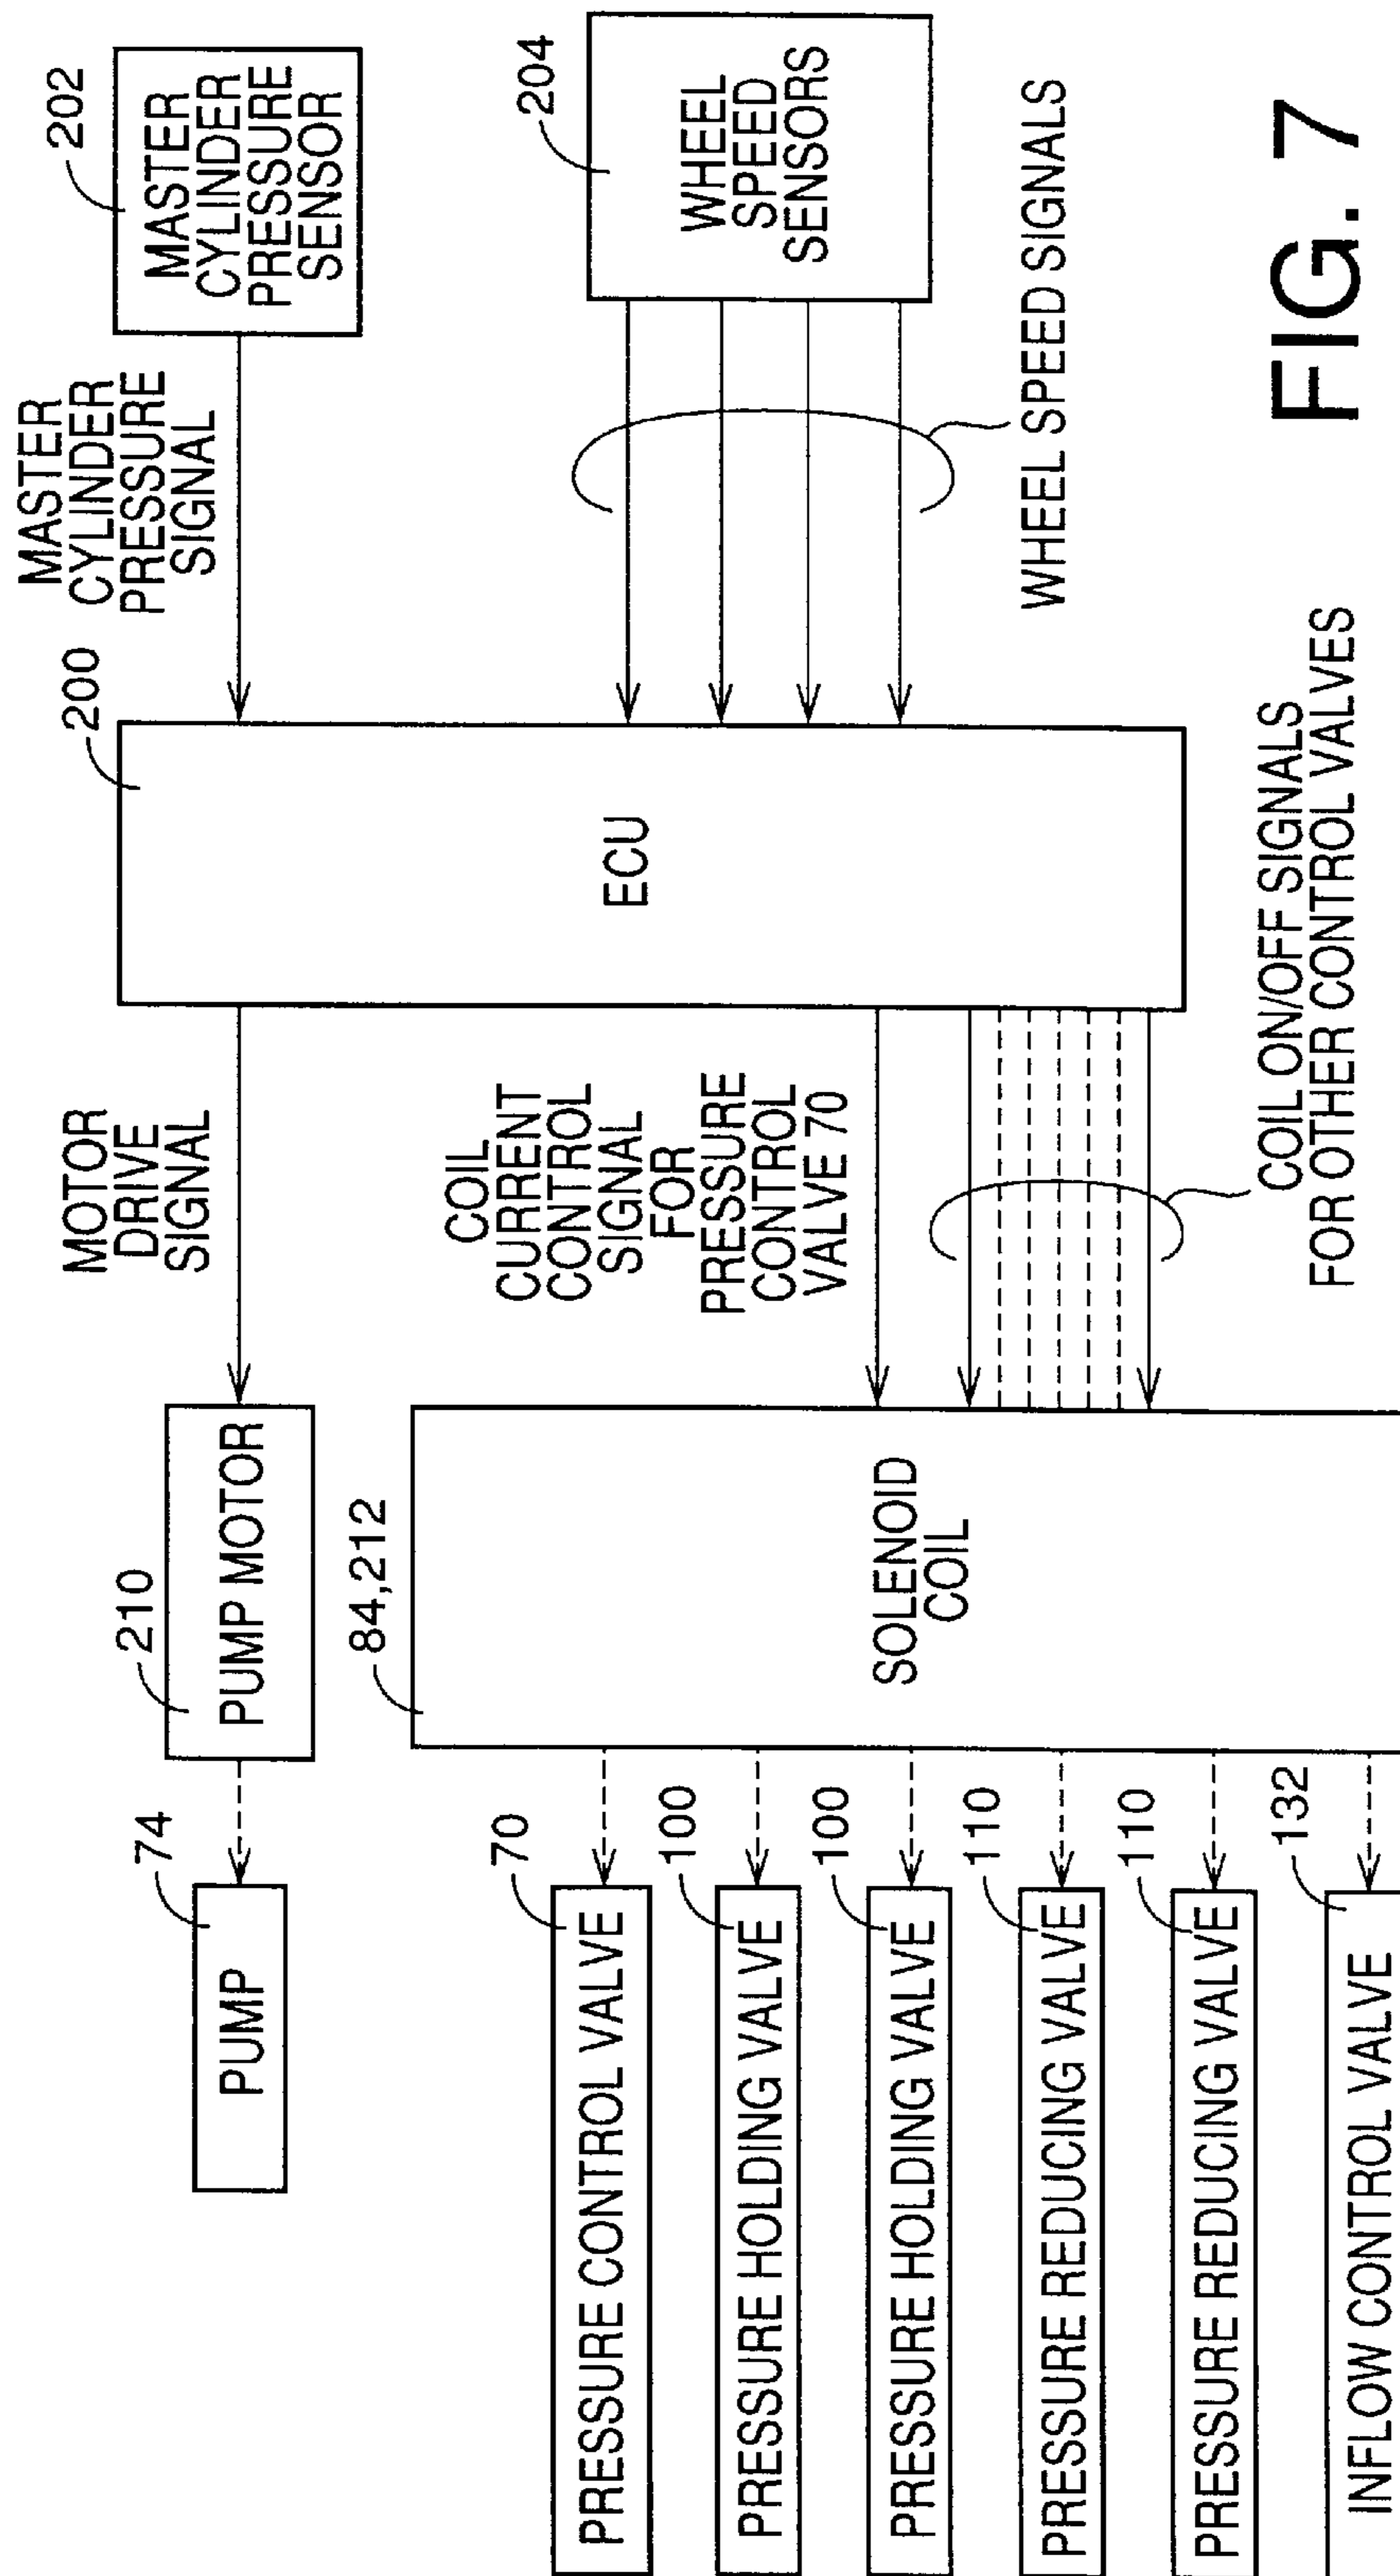 202
MASTER
CYLINDER
PRESSURE
SENSOR
204
WHEEL
SPEED
SENSORS
MASTER
CYLINDER
PRESSURE
SIGNAL
WHEEL SPEED SIGNALS
200
ECU
MOTOR
DRIVE
SIGNAL
COIL
CURRENT
CONTROL
SIGNAL
FOR
PRESSURE
CONTROL
VALVE 70
COIL ON/OFF SIGNALS
FOR OTHER CONTROL VALVES
210
PUMP MOTOR
84,212
SOLENOID
COIL
74
PUMP
70
PRESSURE CONTROL VALVE
100
PRESSURE HOLDING VALVE
100
PRESSURE HOLDING VALVE
110
PRESSURE REDUCING VALVE
110
PRESSURE REDUCING VALVE
132
INFLOW CONTROL VALVE
FIG. 7